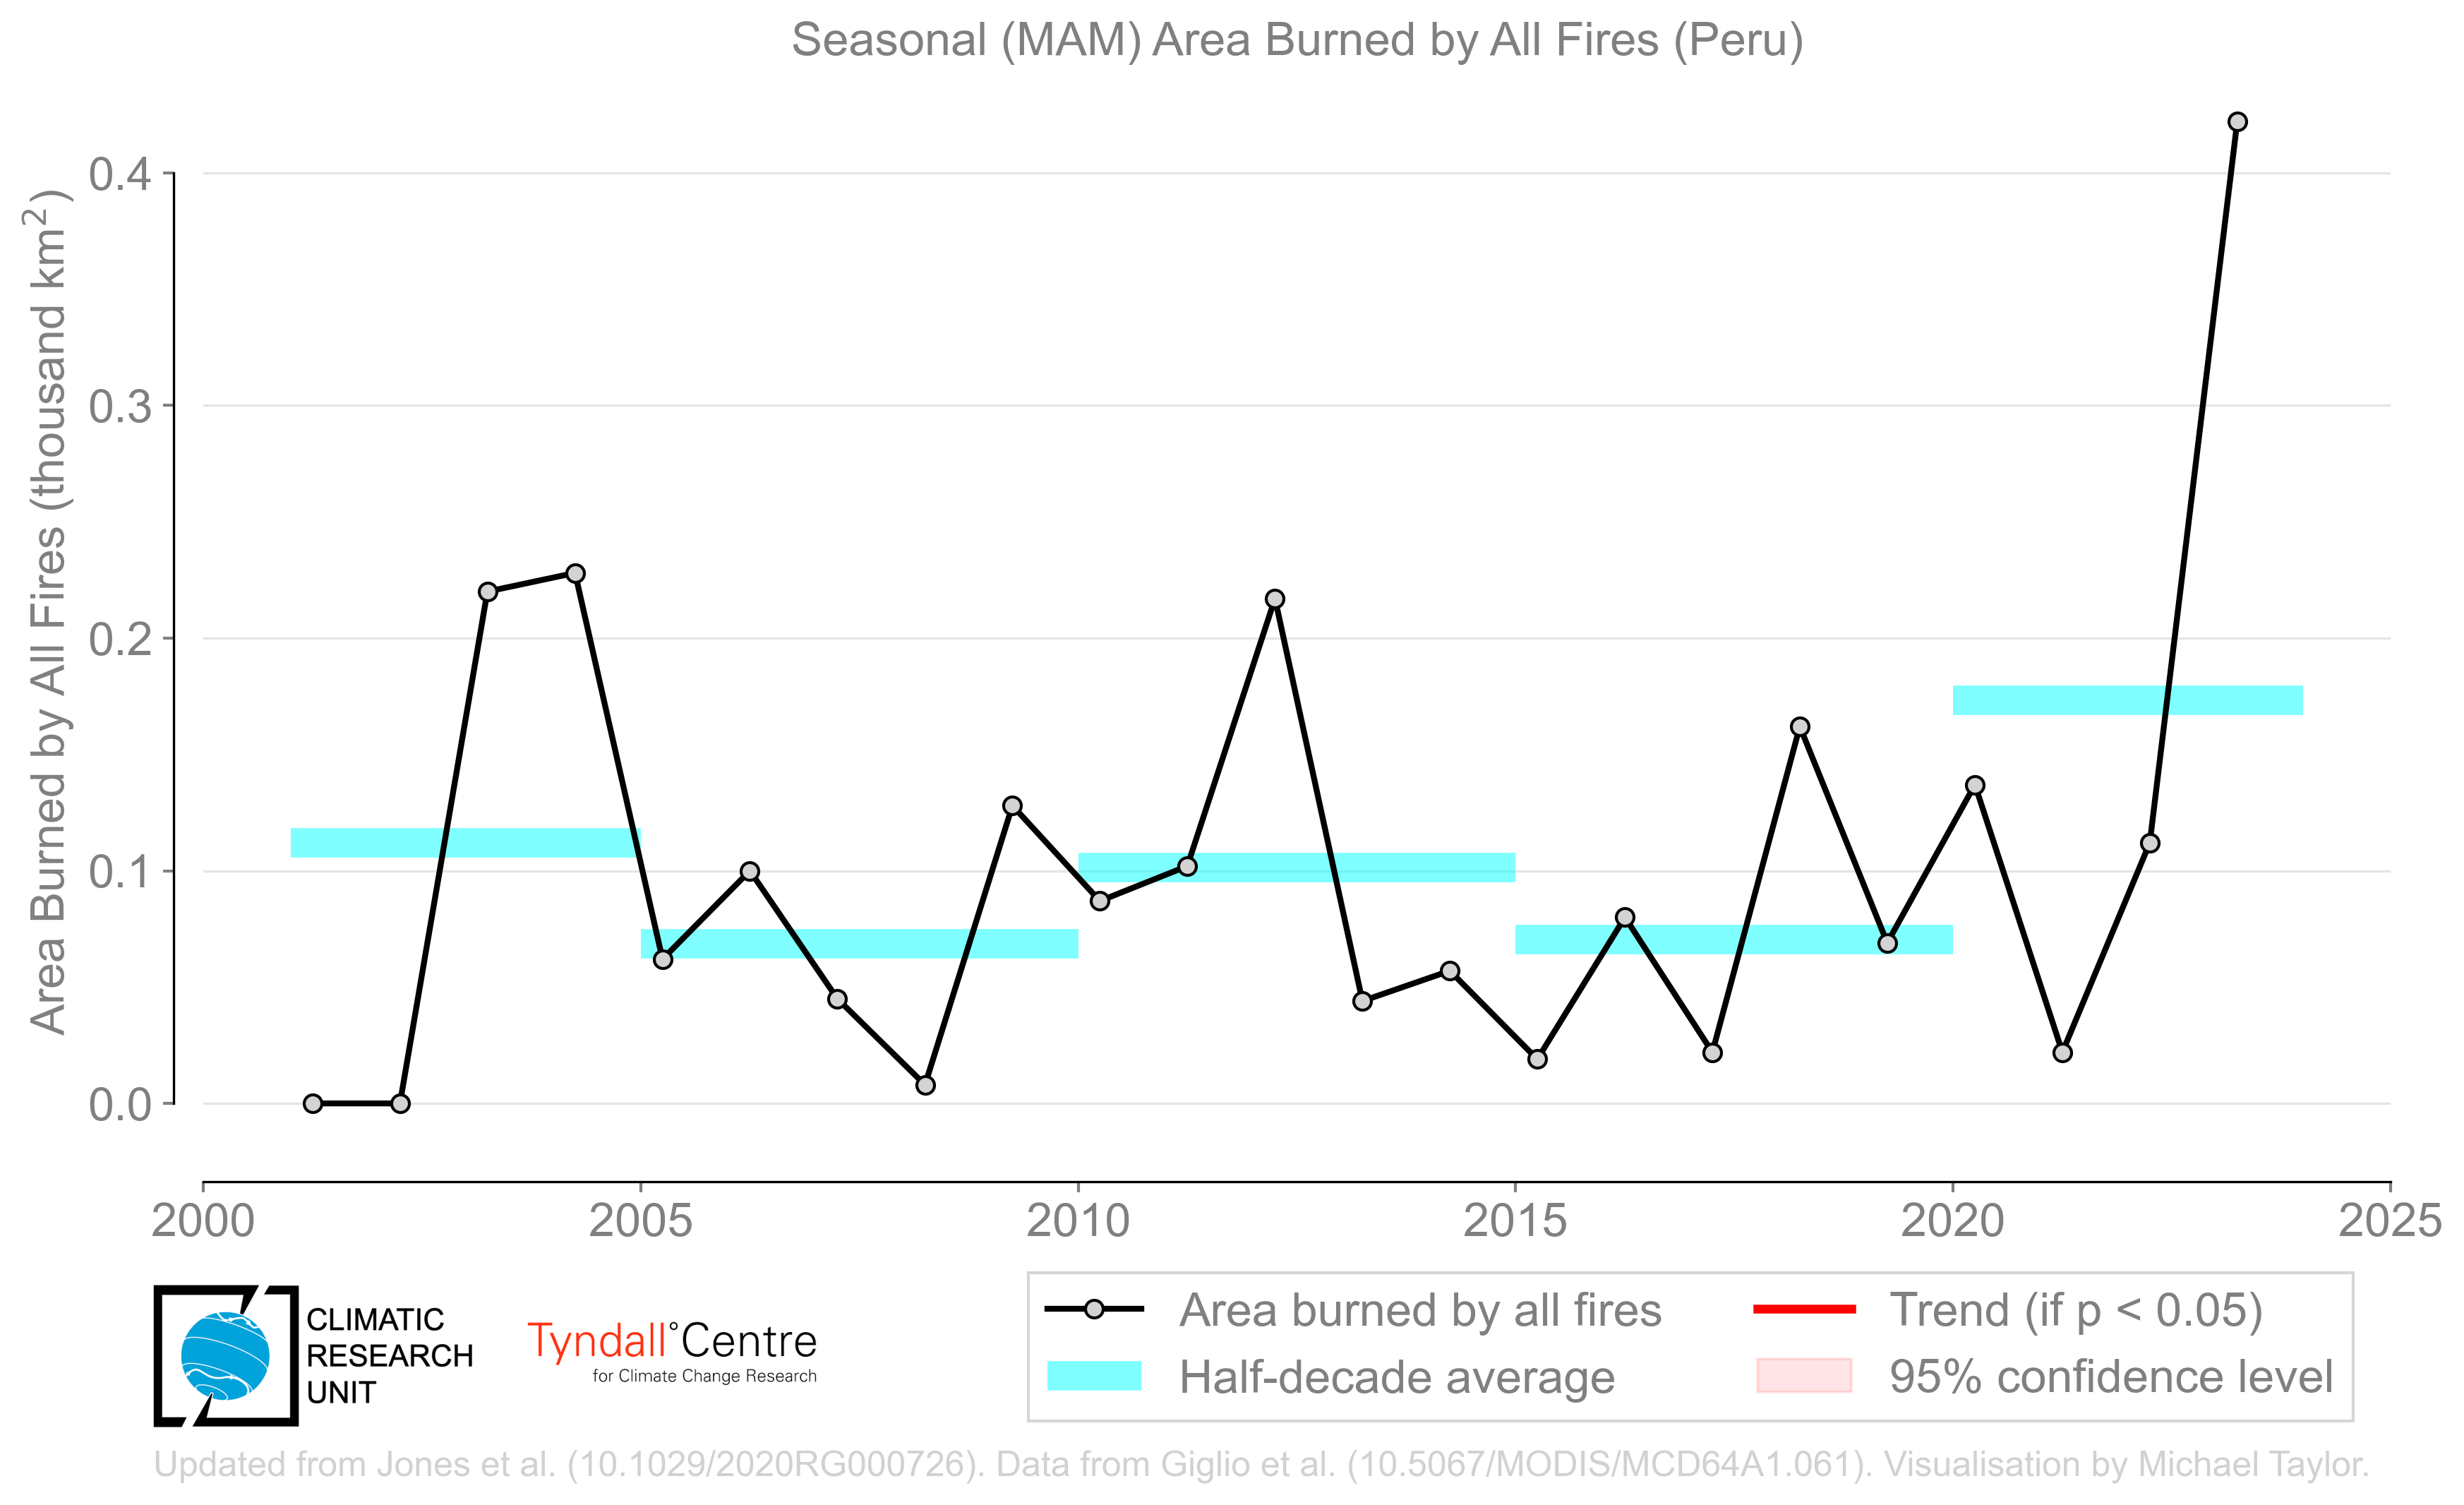 Seasonal (MAM) Area Burned by All Fires (Peru)
Area Burned by All Fires (thousand km²)
0.4
0.3
0.2
0.1
0.0
2000
2005
2010
2015
2020
2025
CLIMATIC
RESEARCH
UNIT
Tyndall°Centre
for Climate Change Research
Area burned by all fires
Half-decade average
Trend (if p < 0.05)
95% confidence level
Updated from Jones et al. (10.1029/2020RG000726). Data from Giglio et al. (10.5067/MODIS/MCD64A1.061). Visualisation by Michael Taylor.